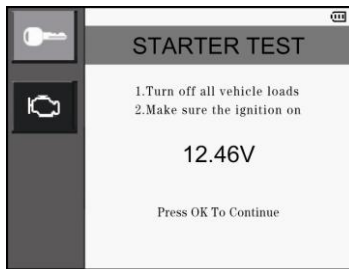 STARTER TEST
1.Turn off all vehicle loads
2.Make sure the ignition on
12.46V
Press OK To Continue